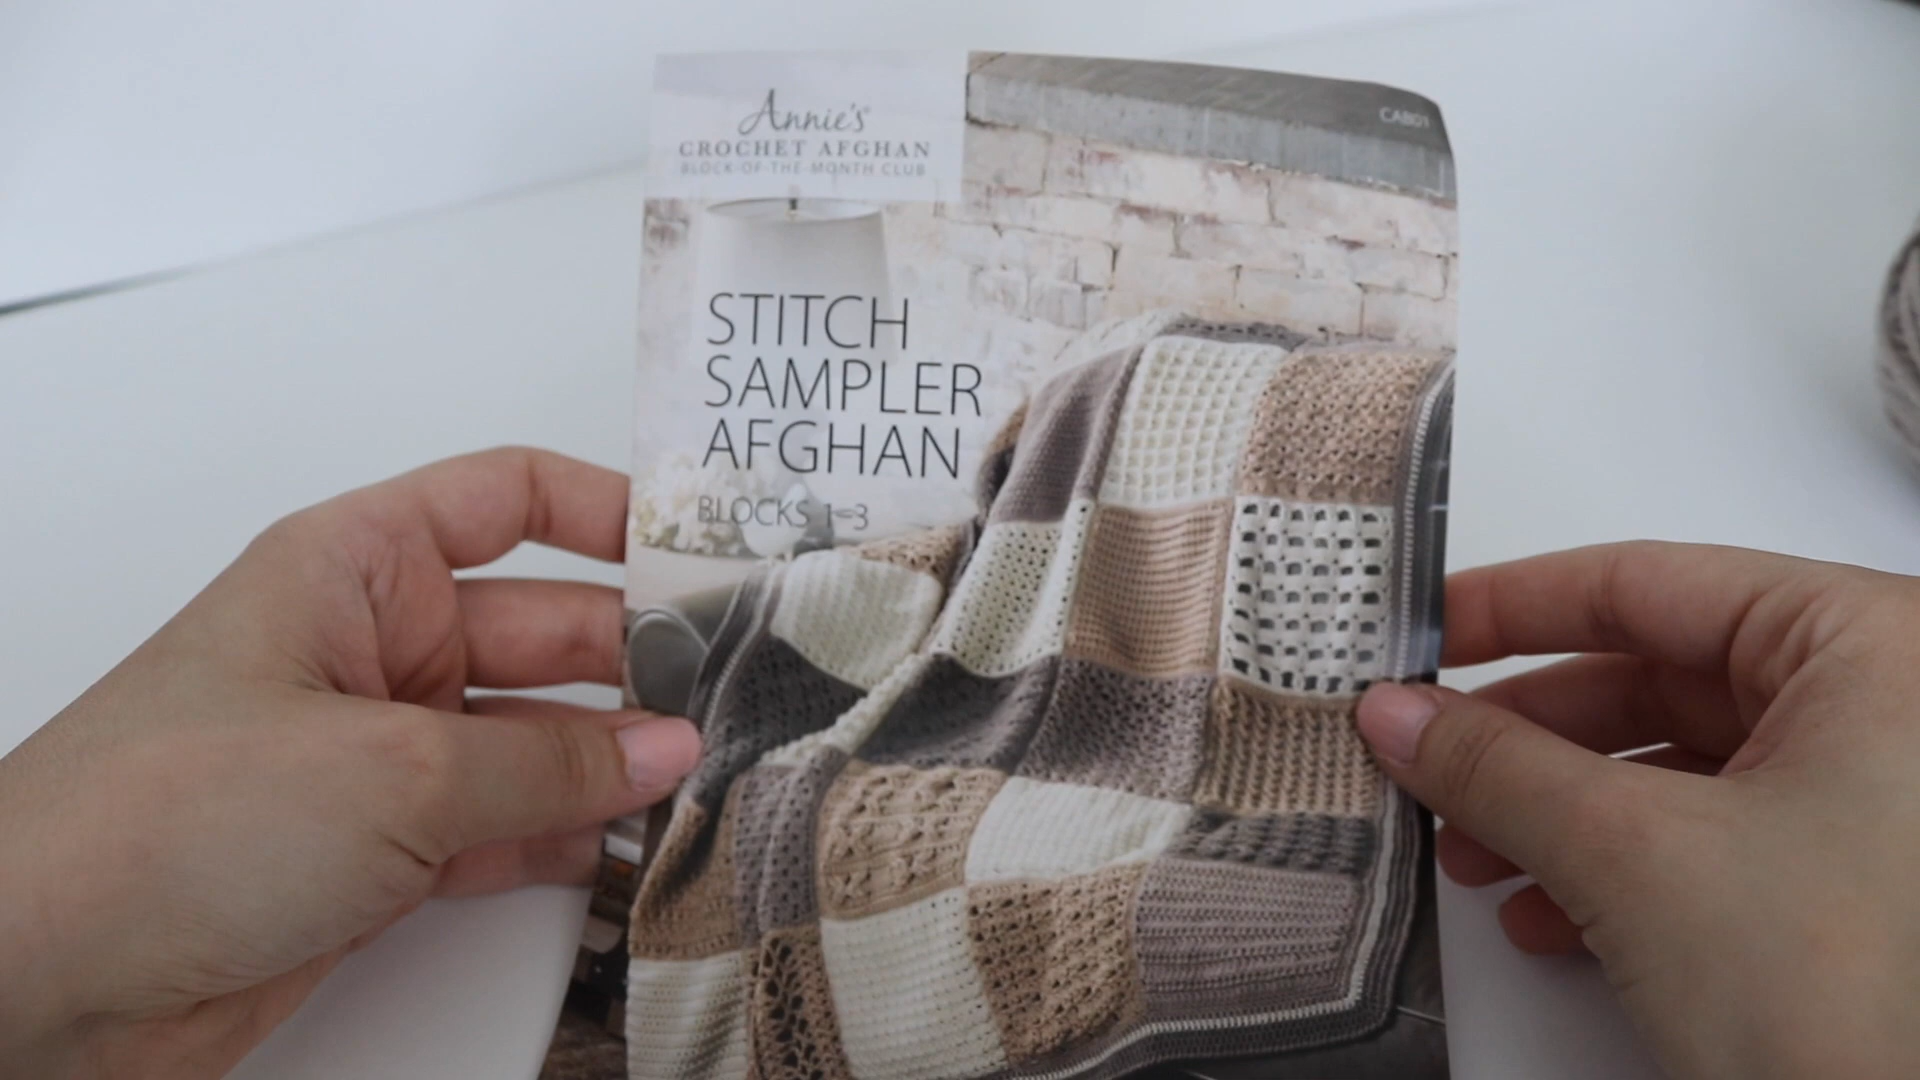 Annie's®
CROCHET AFGHAN
BLOCK-OF-THE-MONTH CLUB
CAB01
STITCH
SAMPLER
AFGHAN
BLOCKS 1-3